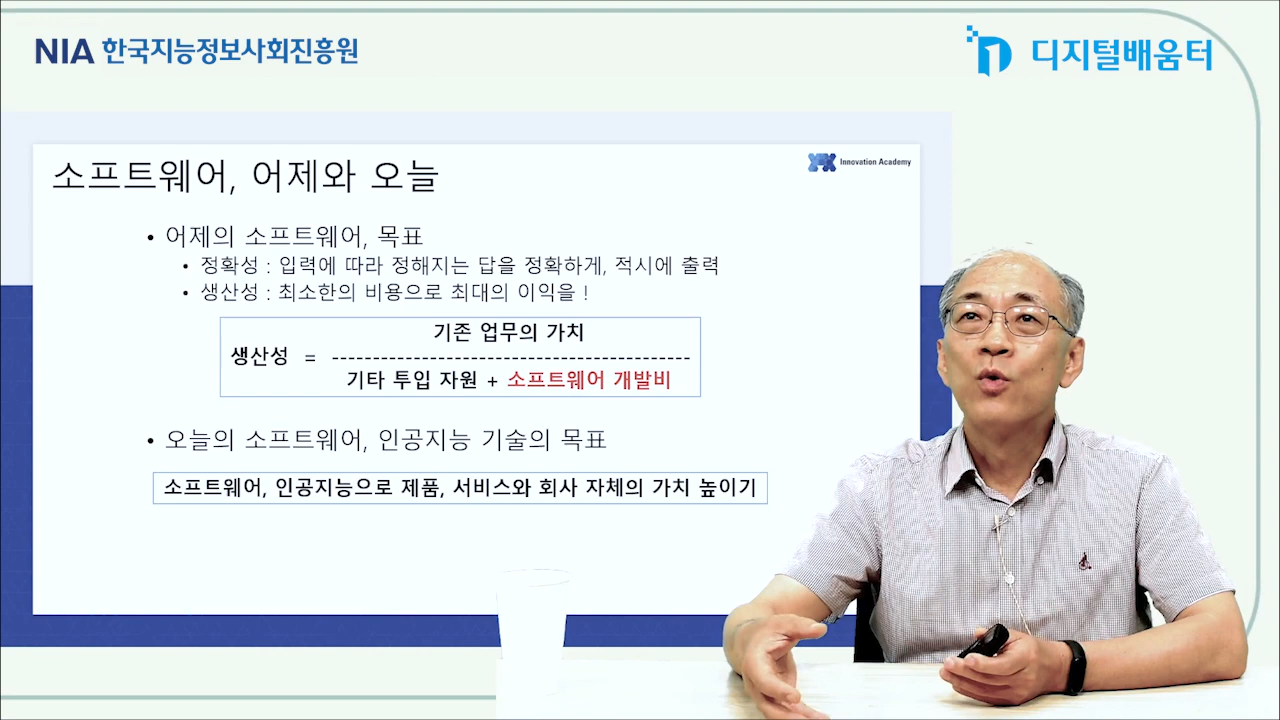 NIA 한국지능정보사회진흥원
디지털배움터
소프트웨어, 어제와 오늘
Innovation Academy
• 어제의 소프트웨어, 목표
• 정확성 : 입력에 따라 정해지는 답을 정확하게, 적시에 출력
• 생산성 : 최소한의 비용으로 최대의 이익을 !
기존 업무의 가치
생산성 = --------------------------------------------
기타 투입 자원 + 소프트웨어 개발비
• 오늘의 소프트웨어, 인공지능 기술의 목표
소프트웨어, 인공지능으로 제품, 서비스와 회사 자체의 가치 높이기